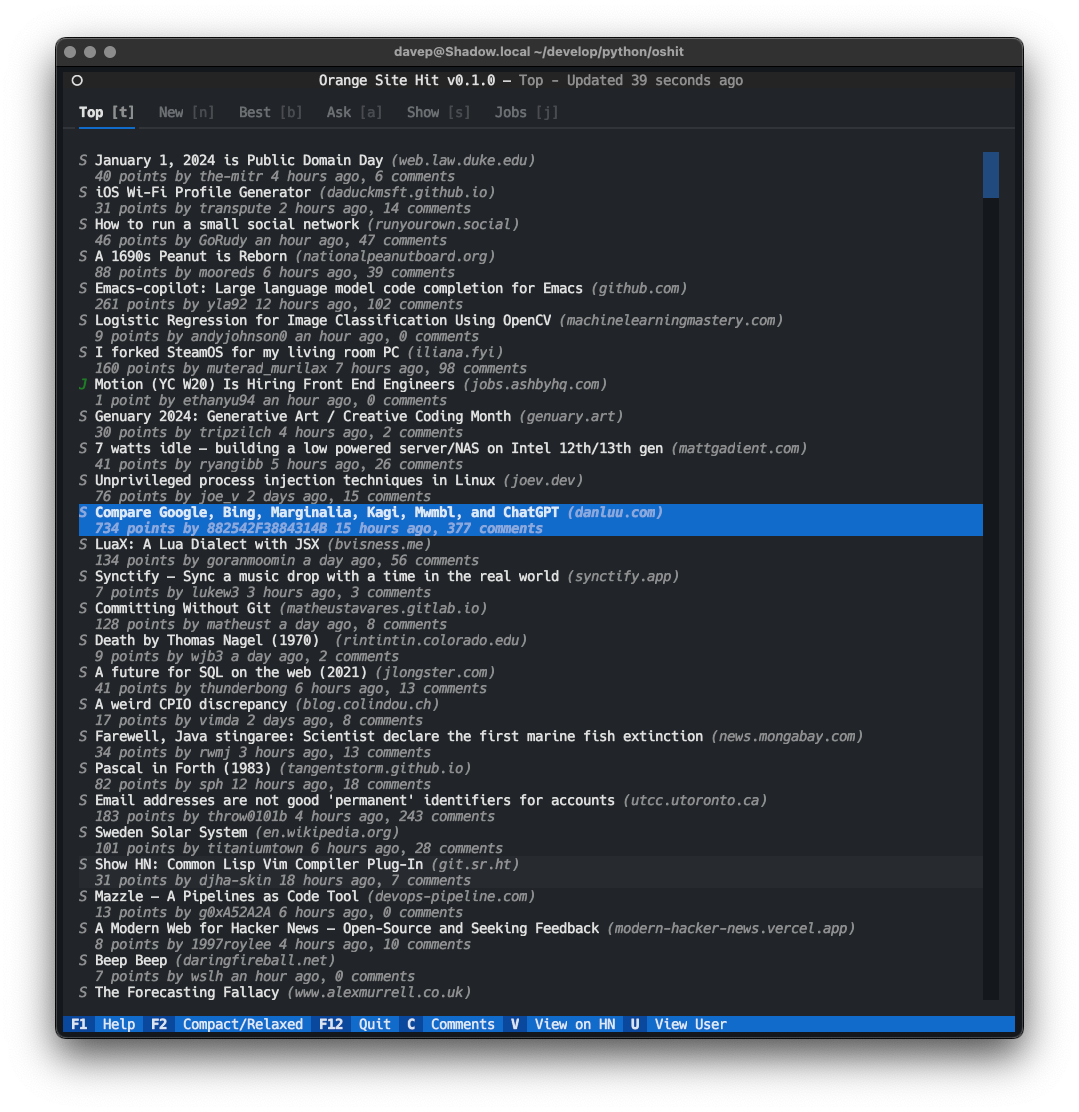 davep@Shadow.local ~/develop/python/oshit
Orange Site Hit v0.1.0 — Top - Updated 39 seconds ago
Top [t] New [n] Best [b] Ask [a] Show [s] Jobs [j]
S January 1, 2024 is Public Domain Day (web.law.duke.edu)
40 points by the-mitr 4 hours ago, 6 comments
S iOS Wi-Fi Profile Generator (daduckmsft.github.io)
31 points by transpute 2 hours ago, 14 comments
S How to run a small social network (runyourown.social)
46 points by GoRudy an hour ago, 47 comments
S A 1690s Peanut is Reborn (nationalpeanutboard.org)
88 points by mooreds 6 hours ago, 39 comments
S Emacs-copilot: Large language model code completion for Emacs (github.com)
261 points by yla92 12 hours ago, 102 comments
S Logistic Regression for Image Classification Using OpenCV (machinelearningmastery.com)
9 points by andyjohnson0 an hour ago, 0 comments
S I forked SteamOS for my living room PC (iliana.fyi)
160 points by muterad_murilax 7 hours ago, 98 comments
J Motion (YC W20) Is Hiring Front End Engineers (jobs.ashbyhq.com)
1 point by ethanyu94 an hour ago, 0 comments
S Genuary 2024: Generative Art / Creative Coding Month (genuary.art)
30 points by tripzilch 4 hours ago, 2 comments
S 7 watts idle – building a low powered server/NAS on Intel 12th/13th gen (mattgadient.com)
41 points by ryangibb 5 hours ago, 26 comments
S Unprivileged process injection techniques in Linux (joev.dev)
76 points by joe_v 2 days ago, 15 comments
S Compare Google, Bing, Marginalia, Kagi, Mwmbl, and ChatGPT (danluu.com)
734 points by 882542F3884314B 15 hours ago, 377 comments
S LuaX: A Lua Dialect with JSX (bvisness.me)
134 points by goranmoomin a day ago, 56 comments
S Synctify – Sync a music drop with a time in the real world (synctify.app)
7 points by lukew3 3 hours ago, 3 comments
S Committing Without Git (matheustavares.gitlab.io)
128 points by matheust a day ago, 8 comments
S Death by Thomas Nagel (1970)  (rintintin.colorado.edu)
9 points by wjb3 a day ago, 2 comments
S A future for SQL on the web (2021) (jlongster.com)
41 points by thunderbong 6 hours ago, 13 comments
S A weird CPIO discrepancy (blog.colindou.ch)
17 points by vimda 2 days ago, 8 comments
S Farewell, Java stingaree: Scientist declare the first marine fish extinction (news.mongabay.com)
34 points by rwmj 3 hours ago, 13 comments
S Pascal in Forth (1983) (tangentstorm.github.io)
82 points by sph 12 hours ago, 18 comments
S Email addresses are not good 'permanent' identifiers for accounts (utcc.utoronto.ca)
183 points by throw0101b 4 hours ago, 243 comments
S Sweden Solar System (en.wikipedia.org)
101 points by titaniumtown 6 hours ago, 28 comments
S Show HN: Common Lisp Vim Compiler Plug-In (git.sr.ht)
31 points by djha-skin 18 hours ago, 7 comments
S Mazzle – A Pipelines as Code Tool (devops-pipeline.com)
13 points by g0xA52A2A 6 hours ago, 0 comments
S A Modern Web for Hacker News – Open-Source and Seeking Feedback (modern-hacker-news.vercel.app)
8 points by 1997roylee 4 hours ago, 10 comments
S Beep Beep (daringfireball.net)
7 points by wslh an hour ago, 0 comments
S The Forecasting Fallacy (www.alexmurrell.co.uk)
F1 Help F2 Compact/Relaxed F12 Quit C Comments V View on HN U View User